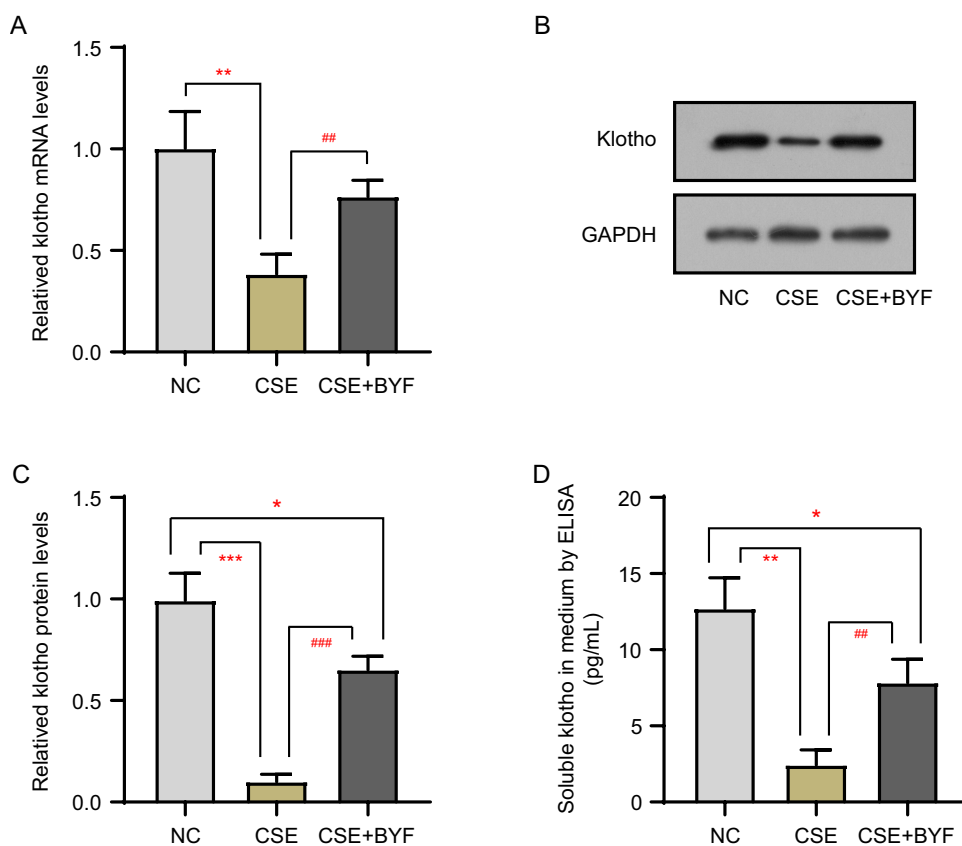 A
Relatived klotho mRNA levels
1.5
1.0
0.5
0.0
**
##
NC CSE CSE+BYF
B
Klotho
GAPDH
NC CSE CSE+BYF
C
Relatived klotho protein levels
1.5
1.0
0.5
0.0
*
***
###
NC CSE CSE+BYF
D
Soluble klotho in medium by ELISA
(pg/mL)
20
15
10
5
0
*
**
##
NC CSE CSE+BYF